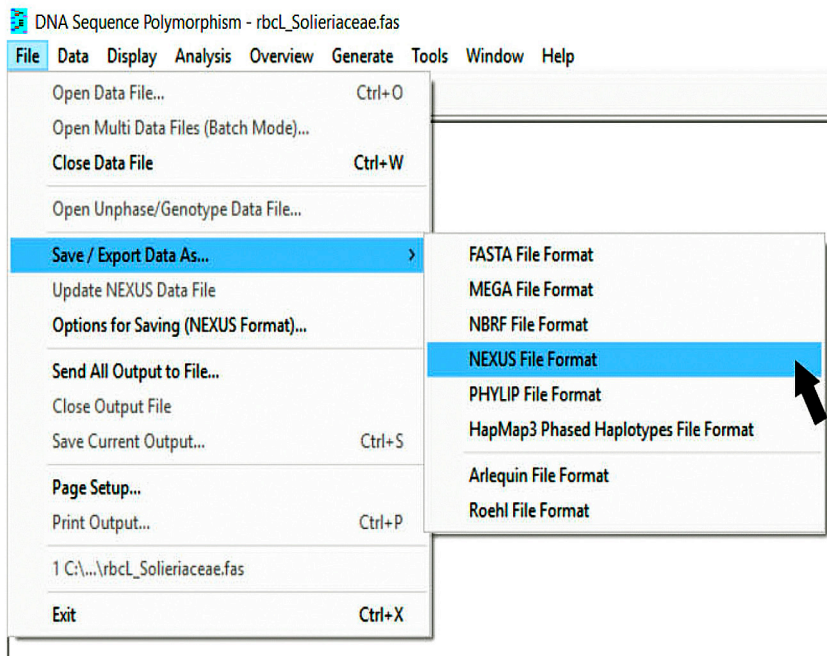 DNA Sequence Polymorphism - rbcL_Solieriaceae.fas
File Data Display Analysis Overview Generate Tools Window Help
Open Data File... Ctrl+O
Open Multi Data Files (Batch Mode)...
Close Data File Ctrl+W
Open Unphase/Genotype Data File...
Save / Export Data As... >
Update NEXUS Data File
Options for Saving (NEXUS Format)...
Send All Output to File...
Close Output File
Save Current Output... Ctrl+S
Page Setup...
Print Output... Ctrl+P
1 C:\...\rbcL_Solieriaceae.fas
Exit Ctrl+X
FASTA File Format
MEGA File Format
NBRF File Format
NEXUS File Format
PHYLIP File Format
HapMap3 Phased Haplotypes File Format
Arlequin File Format
Roehl File Format